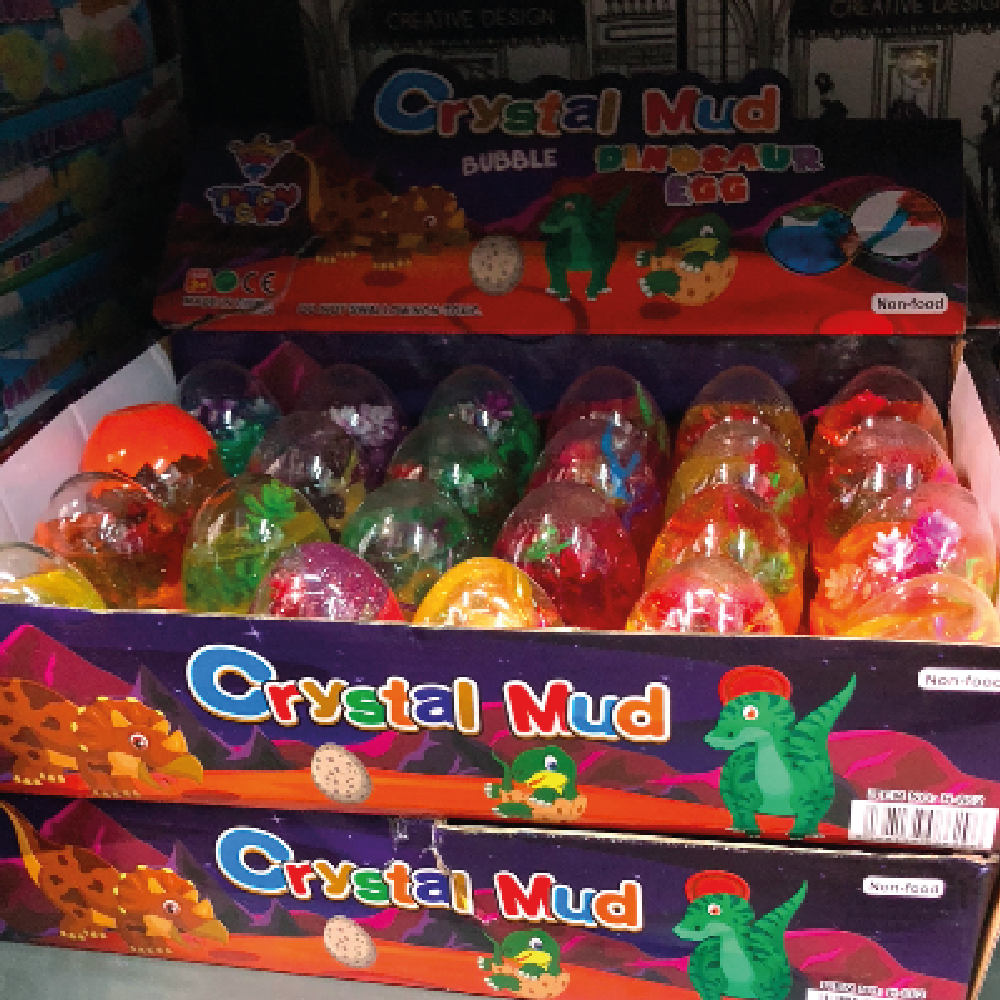 CREATIVE DESIGN
CREATIVE DESIGN
Crystal Mud
BUBBLE DINOSAUR
EGG
CE
Non-food
Crystal Mud
Non-food
Crystal Mud
Non-food